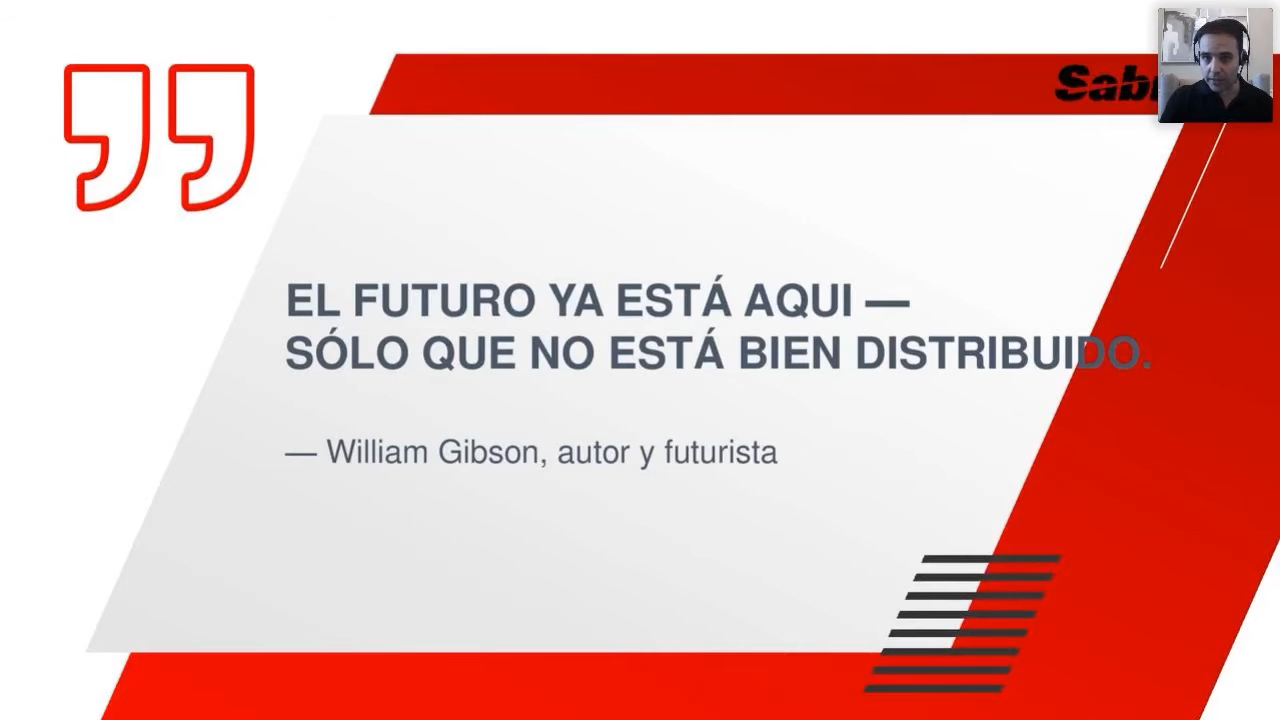 EL FUTURO YA ESTÁ AQUI —
SÓLO QUE NO ESTÁ BIEN DISTRIBUIDO.
— William Gibson, autor y futurista